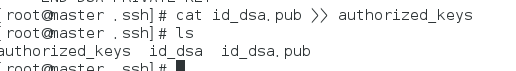 [root@master .ssh]# cat id_dsa.pub >> authorized_keys
[root@master .ssh]# ls
authorized_keys  id_dsa  id_dsa.pub
[root@master .ssh]#